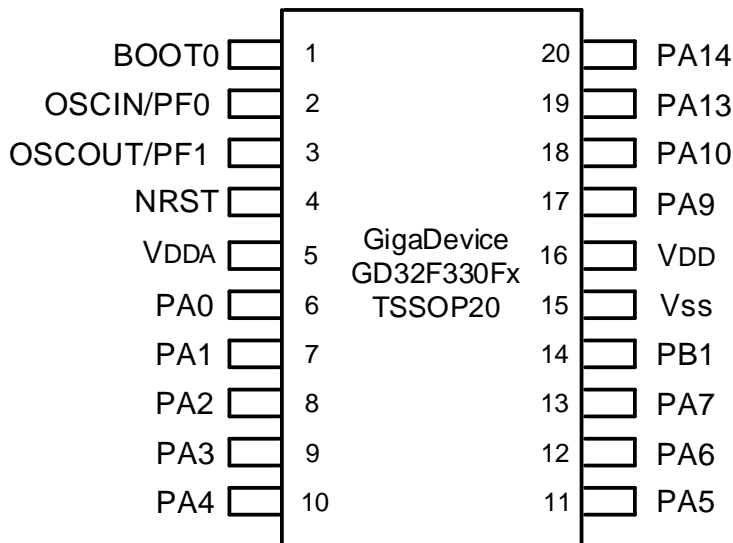 BOOT0 1 20 PA14
OSCIN/PF0 2 19 PA13
OSCOUT/PF1 3 18 PA10
NRST 4 17 PA9
VDDA 5 GigaDevice 16 VDD
GD32F330Fx
PA0 6 TSSOP20 15 Vss
PA1 7 14 PB1
PA2 8 13 PA7
PA3 9 12 PA6
PA4 10 11 PA5